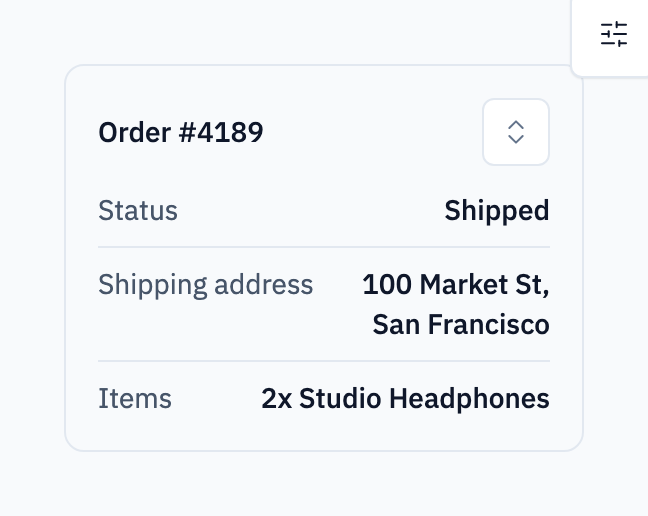 Order #4189
Status
Shipped
Shipping address
100 Market St,
San Francisco
Items
2x Studio Headphones